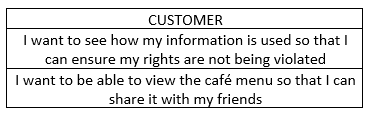 CUSTOMER
I want to see how my information is used so that I
can ensure my rights are not being violated
I want to be able to view the café menu so that I can
share it with my friends